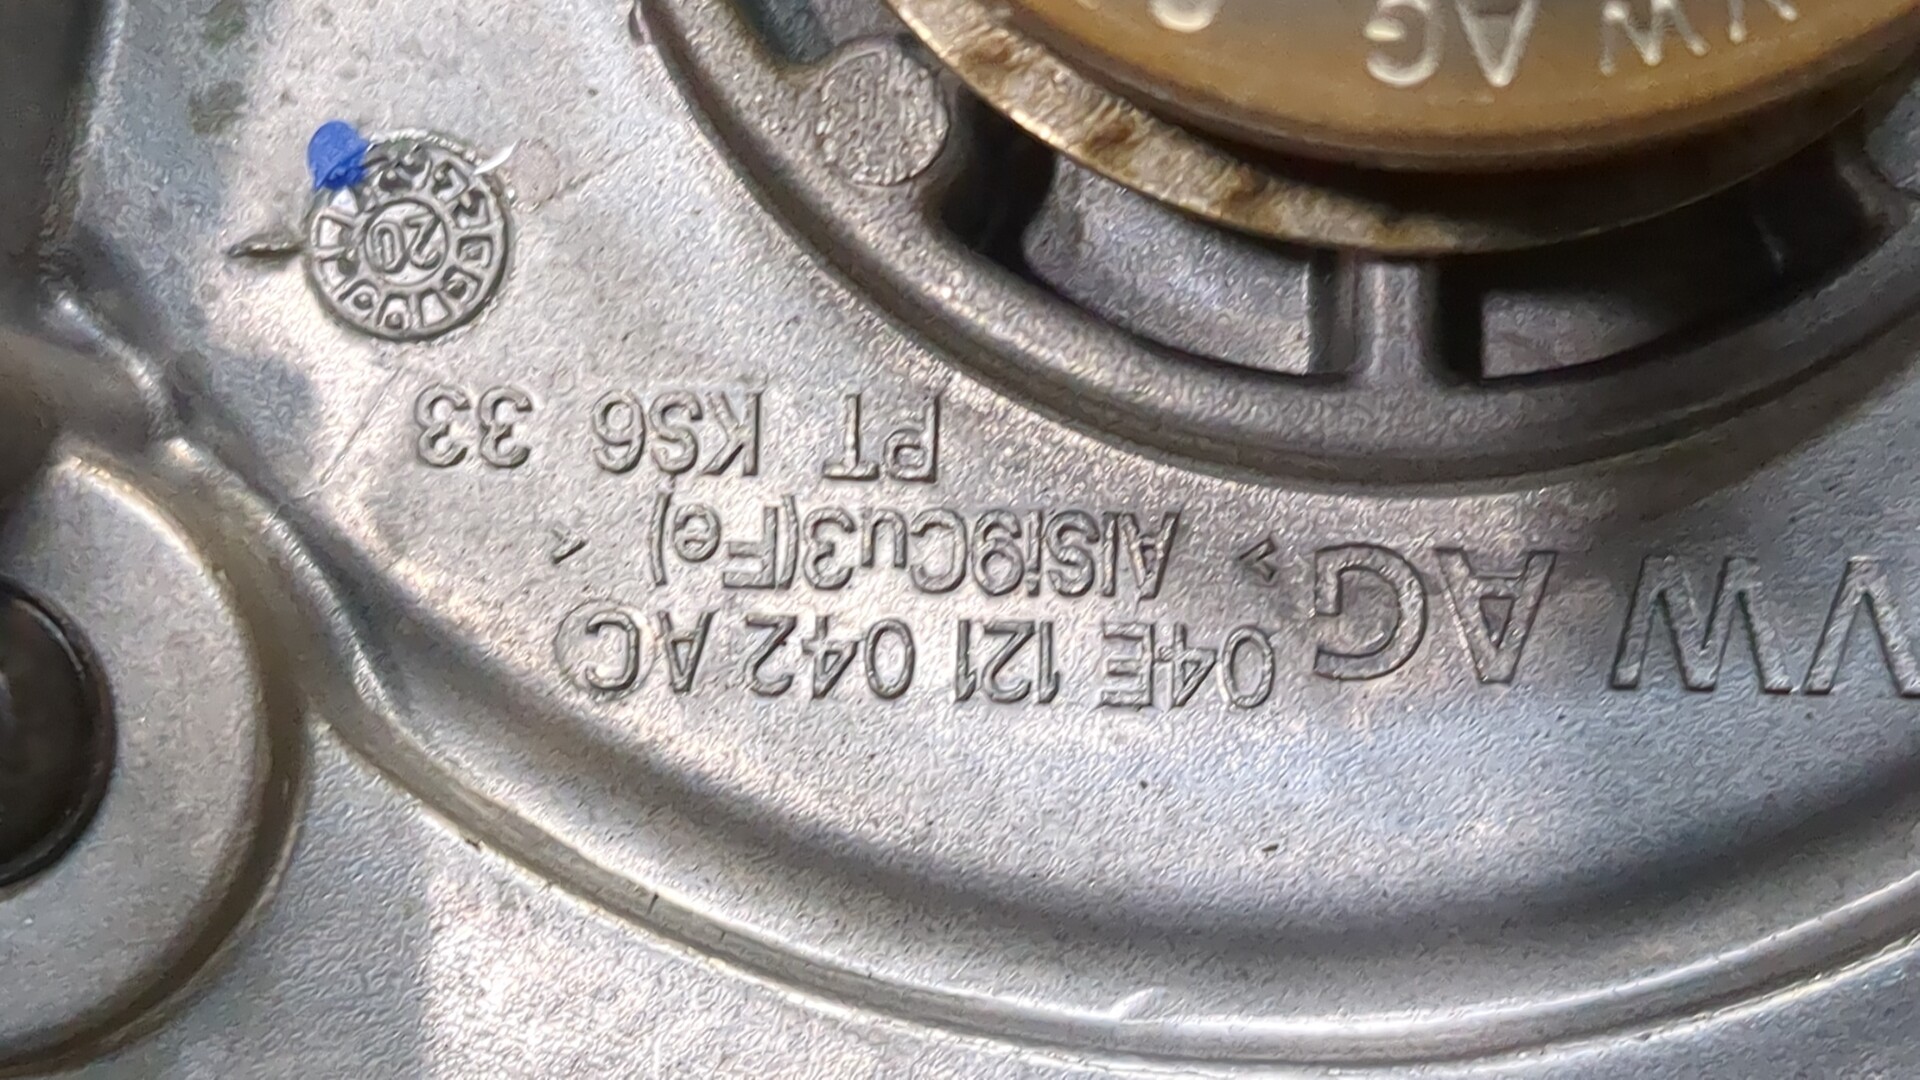 VW AG 04E 121 042 AC
> AlSi9Cu3(Fe) <
PT KS6 33
20
VW AG